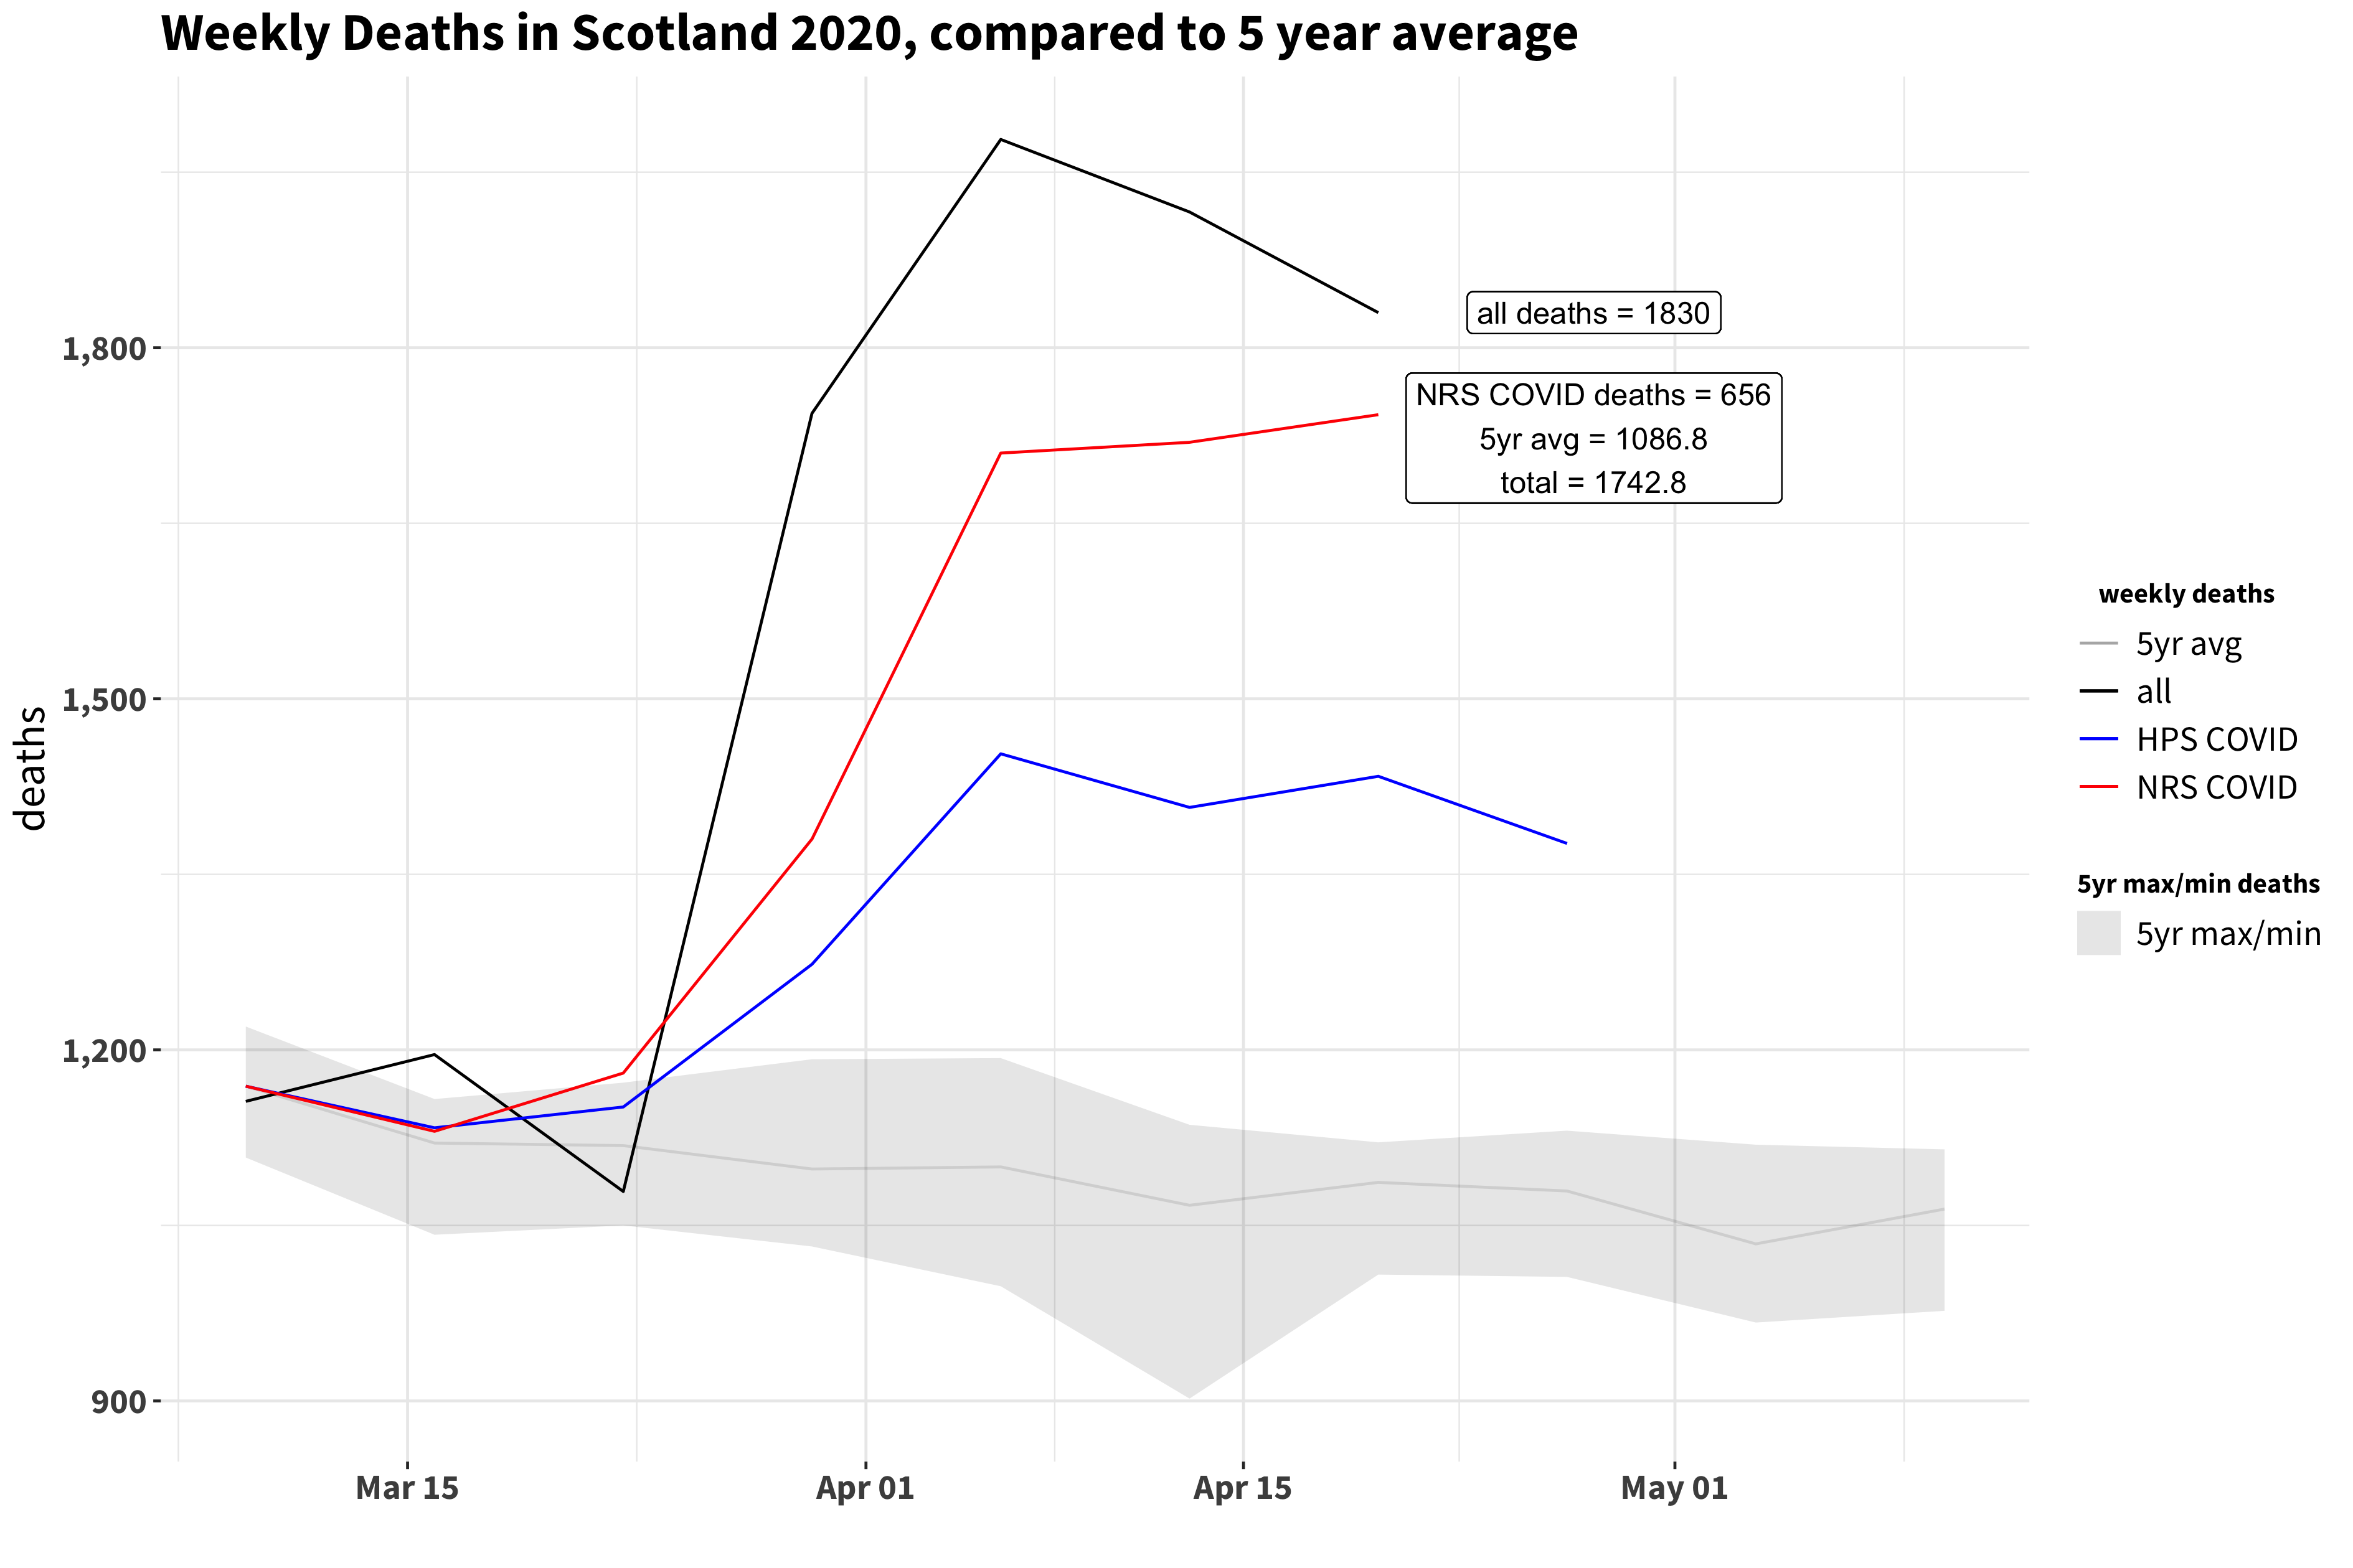 Weekly Deaths in Scotland 2020, compared to 5 year average
deaths
1,800
1,500
1,200
900
Mar 15
Apr 01
Apr 15
May 01
all deaths = 1830
NRS COVID deaths = 656
5yr avg = 1086.8
total = 1742.8
weekly deaths
5yr avg
all
HPS COVID
NRS COVID
5yr max/min deaths
5yr max/min